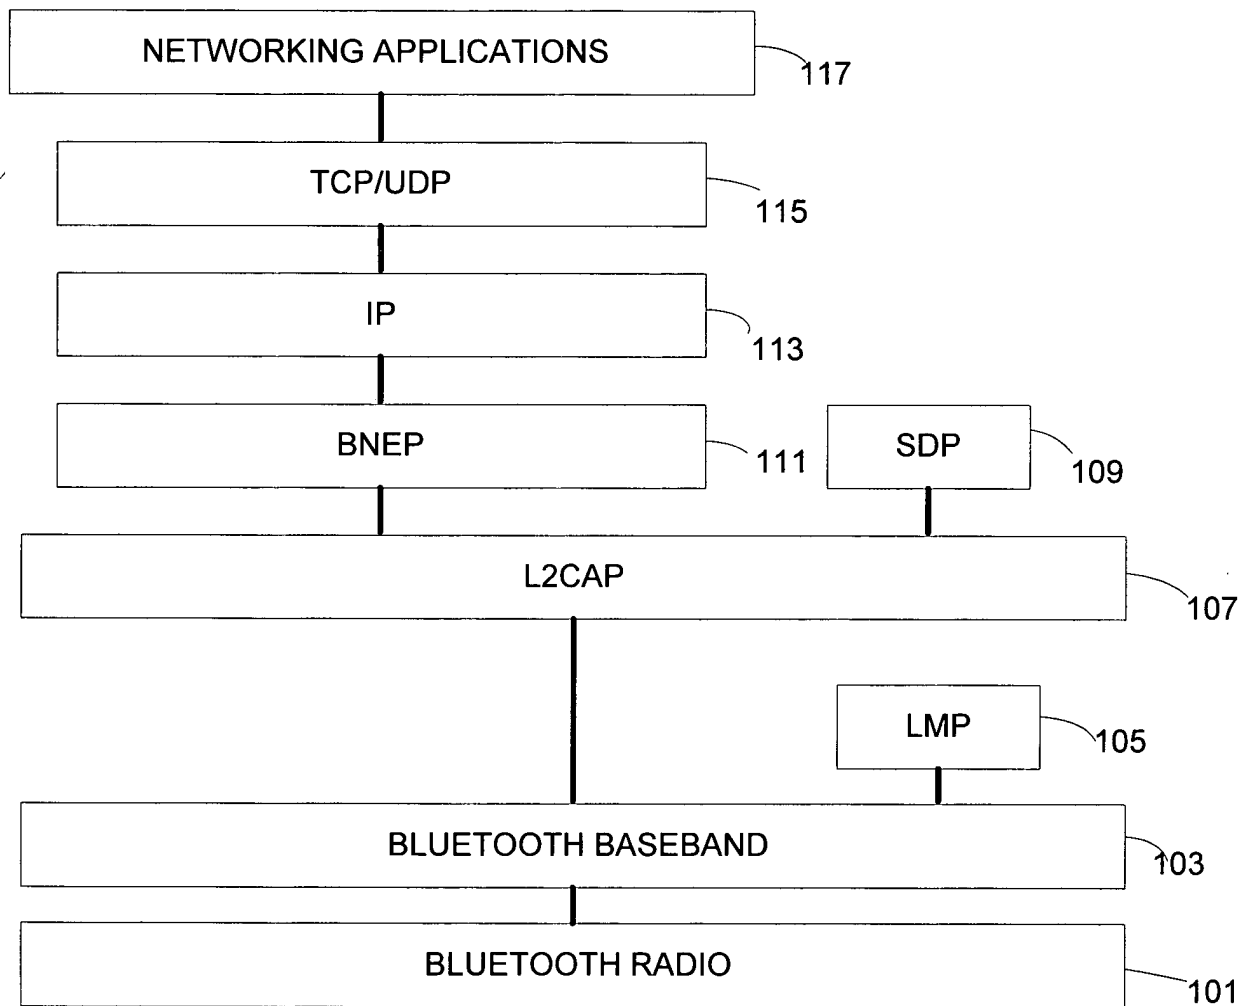 NETWORKING APPLICATIONS
117
TCP/UDP
115
IP
113
BNEP
111
SDP
109
L2CAP
107
LMP
105
BLUETOOTH BASEBAND
103
BLUETOOTH RADIO
101